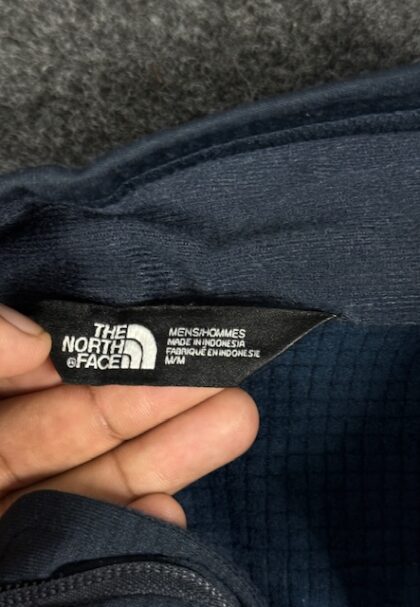 THE
NORTH
®FACE
MENS/HOMMES
MADE IN INDONESIA
FABRIQUÉ EN INDONESIE
M/M